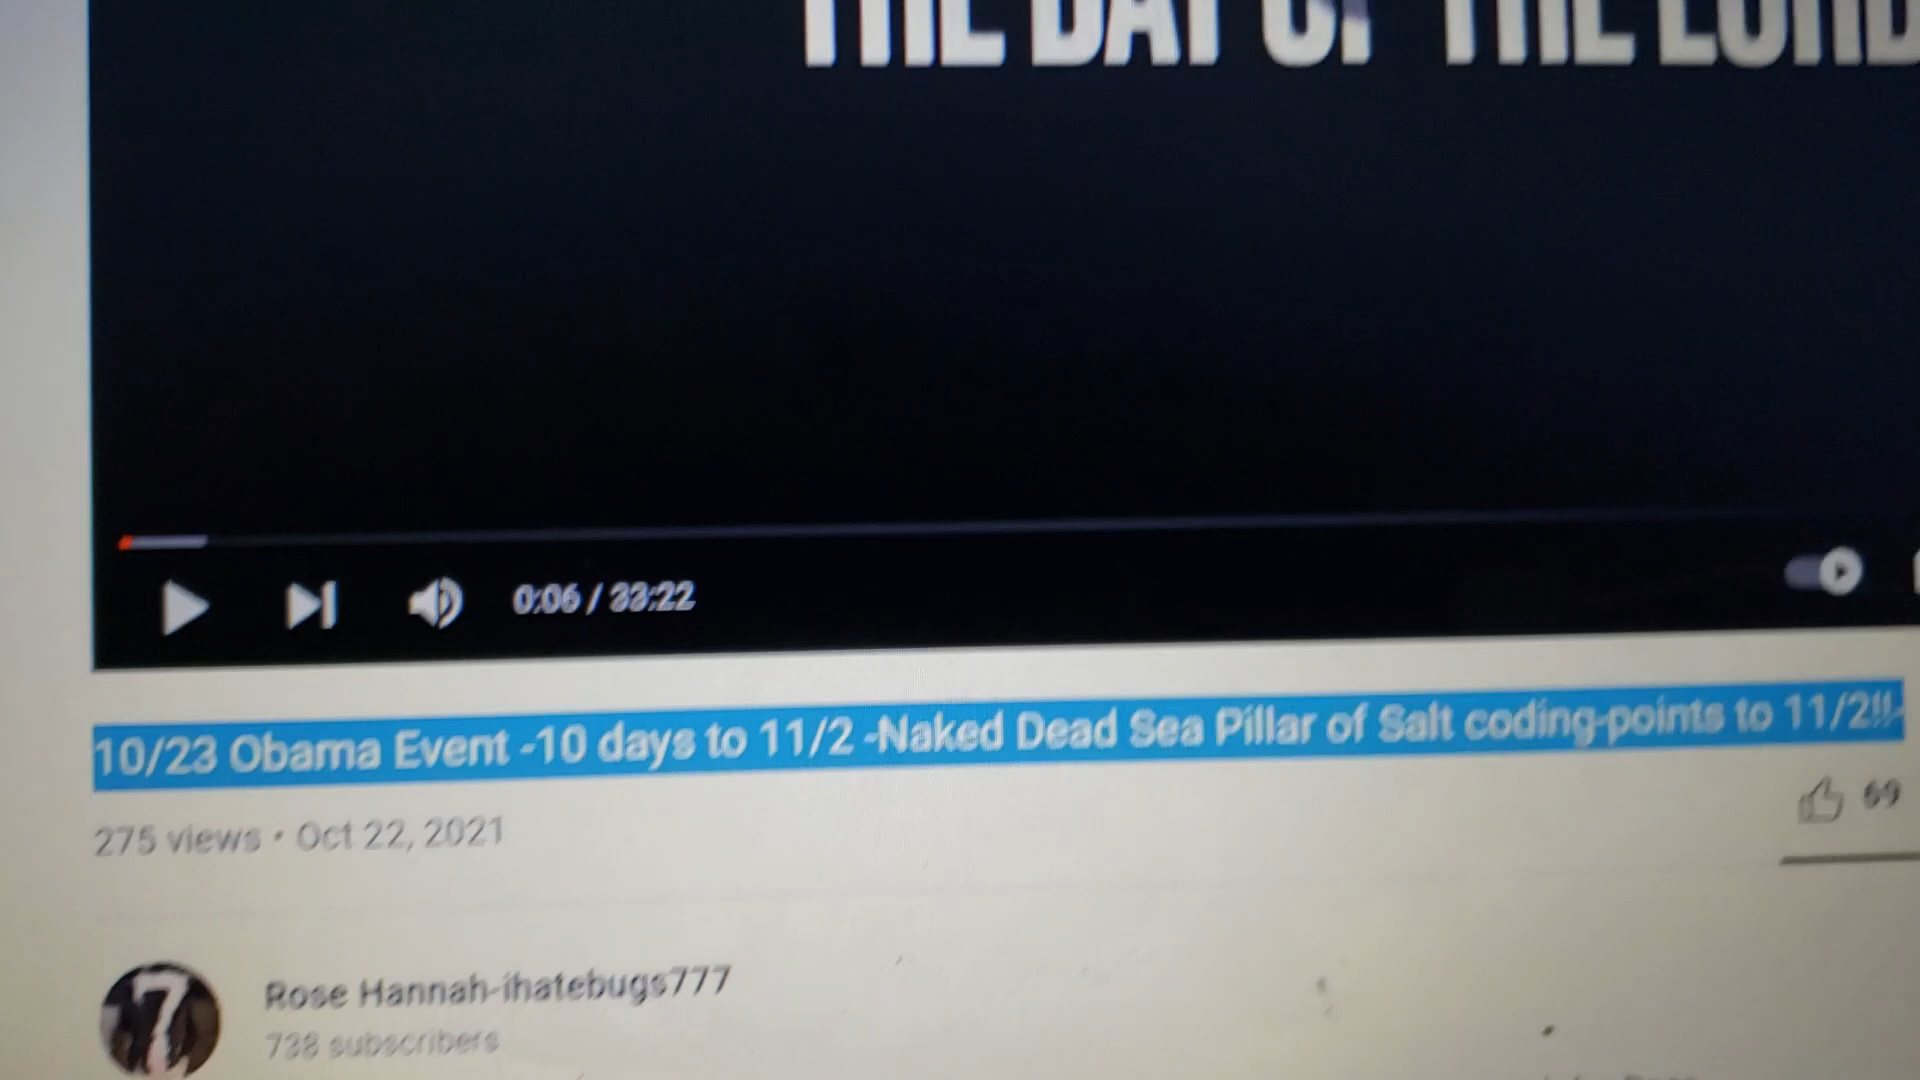 THE DAY OF THE LORD
0:06 / 33:22
10/23 Obama Event -10 days to 11/2 -Naked Dead Sea Pillar of Salt coding-points to 11/2!!-
275 views • Oct 22, 2021
69
7
Rose Hannah-ihatebugs777
738 subscribers